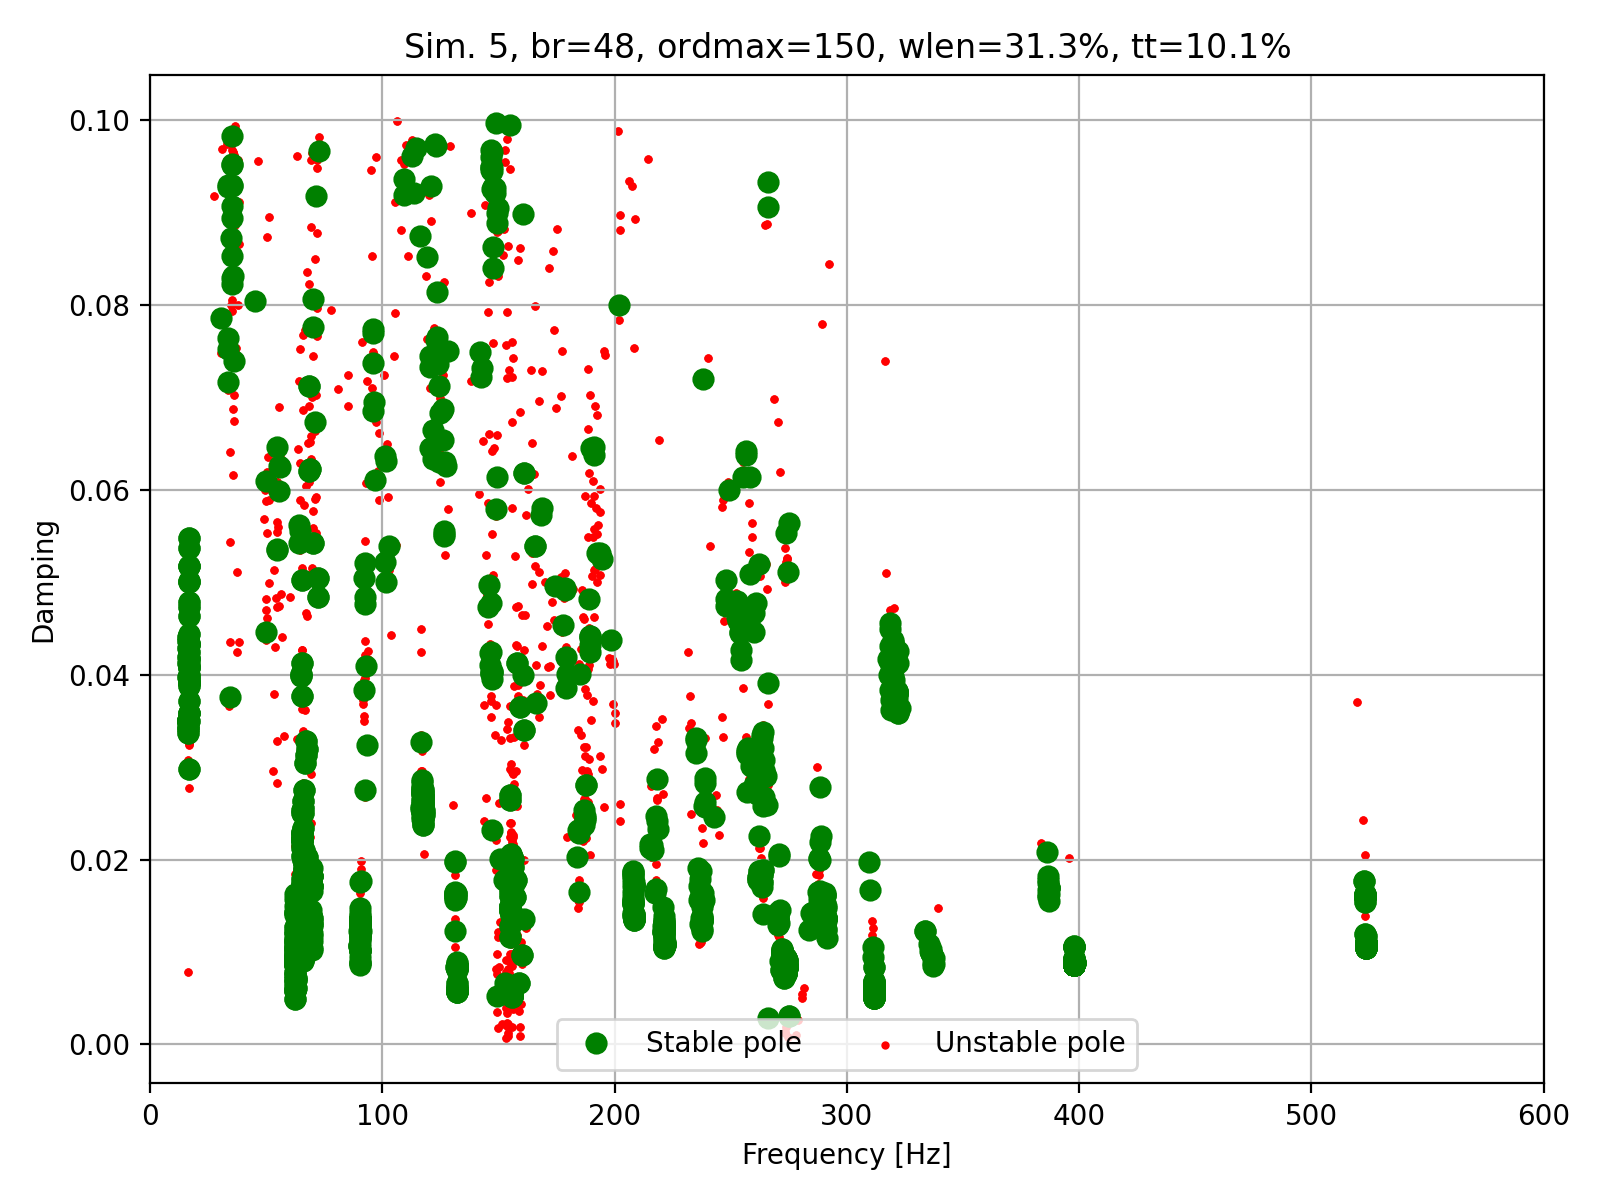 Sim. 5, br=48, ordmax=150, wlen=31.3%, tt=10.1%
0.10
0.08
0.06
0.04
0.02
0.00
Damping
Stable pole
Unstable pole
0
100
200
300
400
500
600
Frequency [Hz]